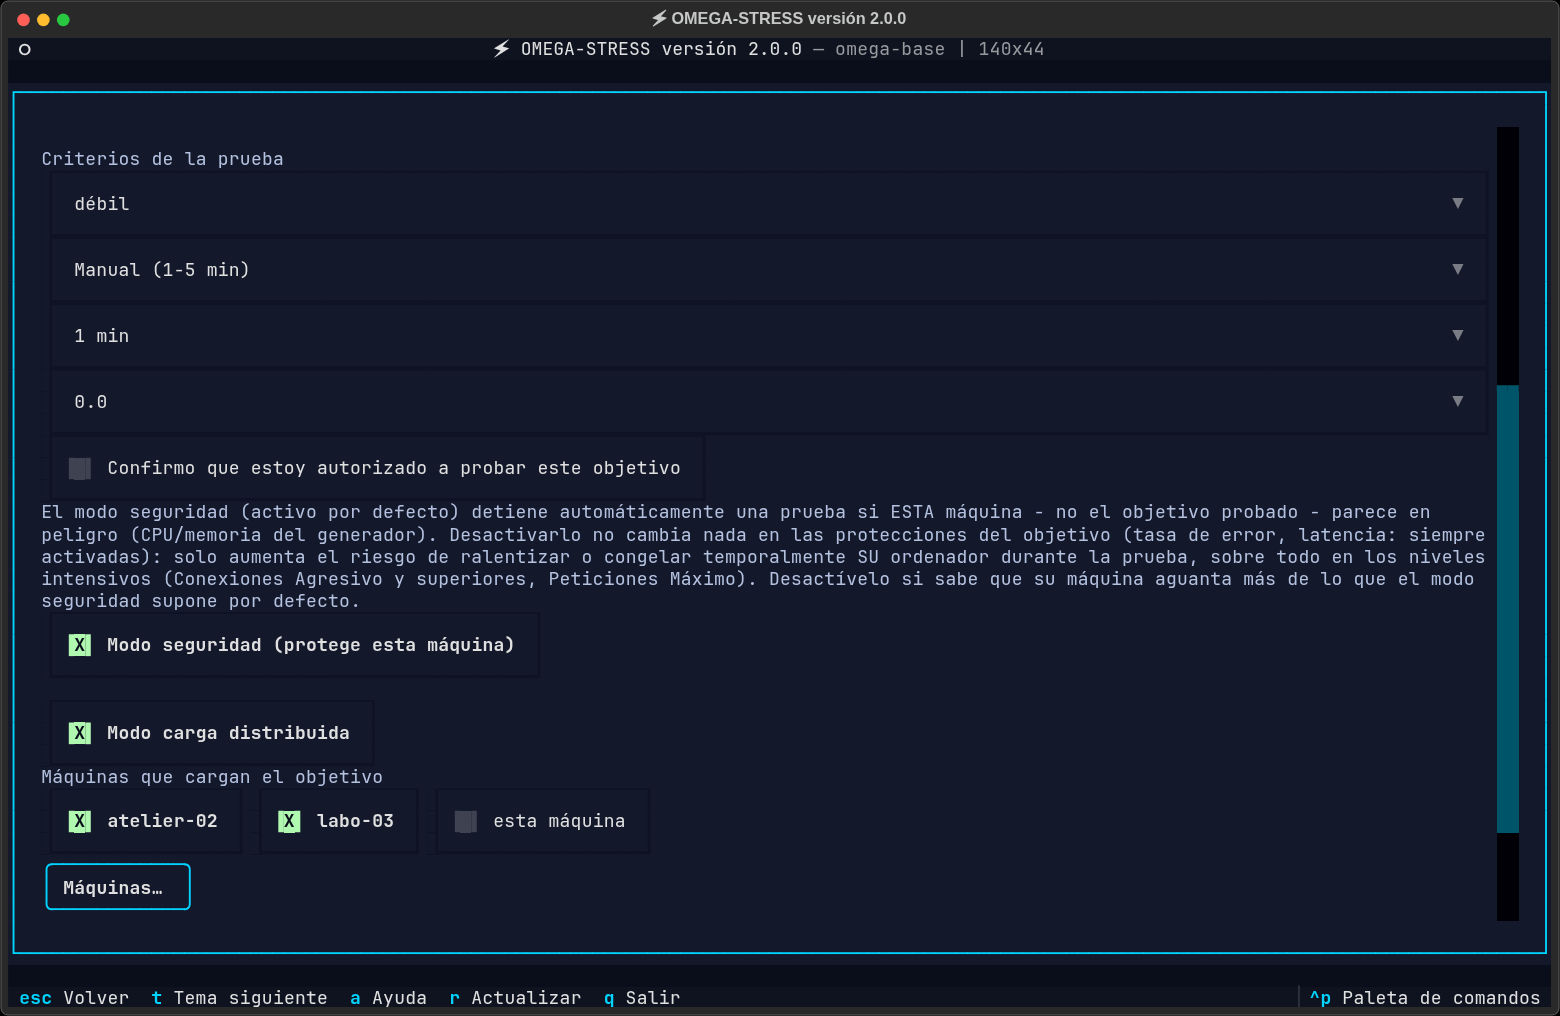 ⚡ OMEGA-STRESS versión 2.0.0
⚡ OMEGA-STRESS versión 2.0.0 — omega-base | 140x44
Criterios de la prueba
débil
Manual (1-5 min)
1 min
0.0
Confirmo que estoy autorizado a probar este objetivo
El modo seguridad (activo por defecto) detiene automáticamente una prueba si ESTA máquina - no el objetivo probado - parece en
peligro (CPU/memoria del generador). Desactivarlo no cambia nada en las protecciones del objetivo (tasa de error, latencia: siempre
activadas): solo aumenta el riesgo de ralentizar o congelar temporalmente SU ordenador durante la prueba, sobre todo en los niveles
intensivos (Conexiones Agresivo y superiores, Peticiones Máximo). Desactívelo si sabe que su máquina aguanta más de lo que el modo
seguridad supone por defecto.
X Modo seguridad (protege esta máquina)
X Modo carga distribuida
Máquinas que cargan el objetivo
X atelier-02 X labo-03 esta máquina
Máquinas…
esc Volver t Tema siguiente a Ayuda r Actualizar q Salir ^p Paleta de comandos